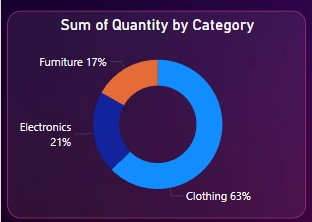 Sum of Quantity by Category
Furniture 17%
Electronics
21%
Clothing 63%